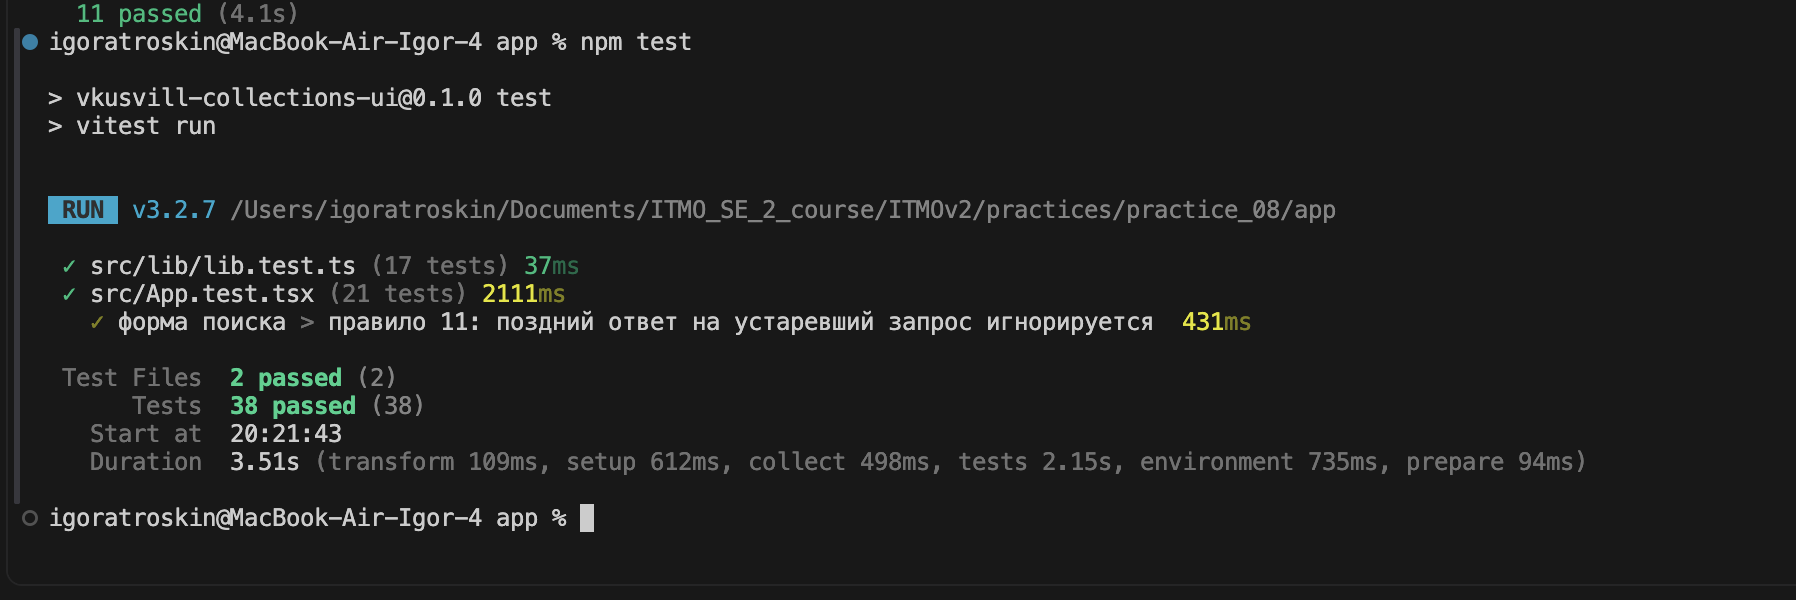 11 passed (4.1s)
igoratroskin@MacBook-Air-Igor-4 app % npm test
> vkusvill-collections-ui@0.1.0 test
> vitest run
RUN v3.2.7 /Users/igoratroskin/Documents/ITMO_SE_2_course/ITMOv2/practices/practice_08/app
✓ src/lib/lib.test.ts (17 tests) 37ms
✓ src/App.test.tsx (21 tests) 2111ms
✓ форма поиска > правило 11: поздний ответ на устаревший запрос игнорируется 431ms
Test Files 2 passed (2)
Tests 38 passed (38)
Start at 20:21:43
Duration 3.51s (transform 109ms, setup 612ms, collect 498ms, tests 2.15s, environment 735ms, prepare 94ms)
igoratroskin@MacBook-Air-Igor-4 app %